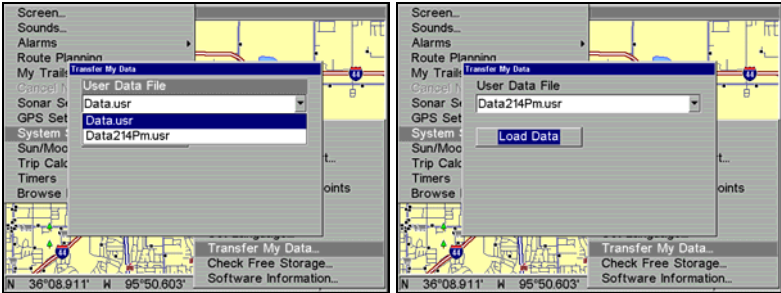 Screen...
Sounds...
Alarms
Route Planning
My Trails
Transfer My Data
Cancel N
User Data File
Sonar Se
Data.usr
GPS Set
Data.usr
System S
Data214Pm.usr
Sun/Moo
Trip Calc
Timers
Browse
oints
44
Transfer My Data...
Check Free Storage...
Software Information...
N 36°08.911' W 95°50.603'
Screen...
Sounds...
Alarms
Route Planning
My Trails
Transfer My Data
44
Cancel N
User Data File
Sonar Se
Data214Pm.usr
GPS Set
System S
Load Data
Sun/Moo
Trip Calc
t...
Timers
Browse
oints
44
Transfer My Data...
Check Free Storage...
Software Information...
N 36°08.911' W 95°50.603'